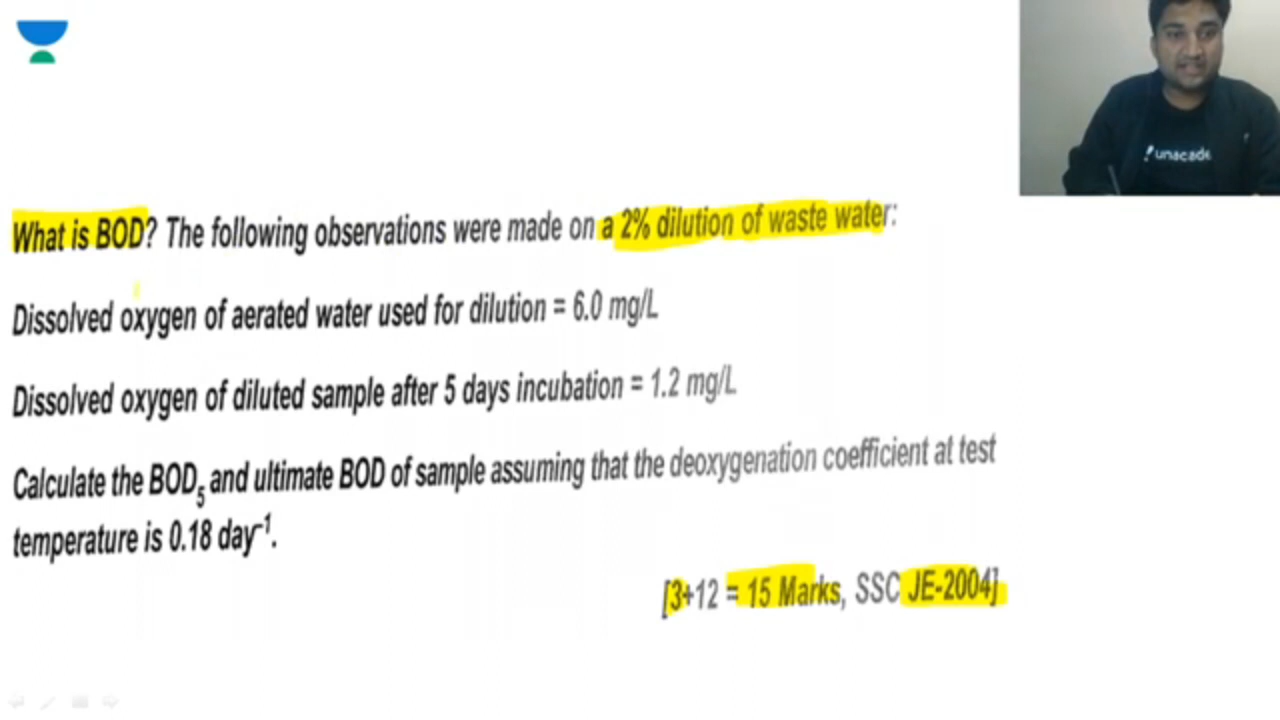 unacade
What is BOD? The following observations were made on a 2% dilution of waste water:
Dissolved oxygen of aerated water used for dilution = 6.0 mg/L
Dissolved oxygen of diluted sample after 5 days incubation = 1.2 mg/L
Calculate the BOD₅ and ultimate BOD of sample assuming that the deoxygenation coefficient at test
temperature is 0.18 day⁻¹.
[3+12 = 15 Marks, SSC JE-2004]